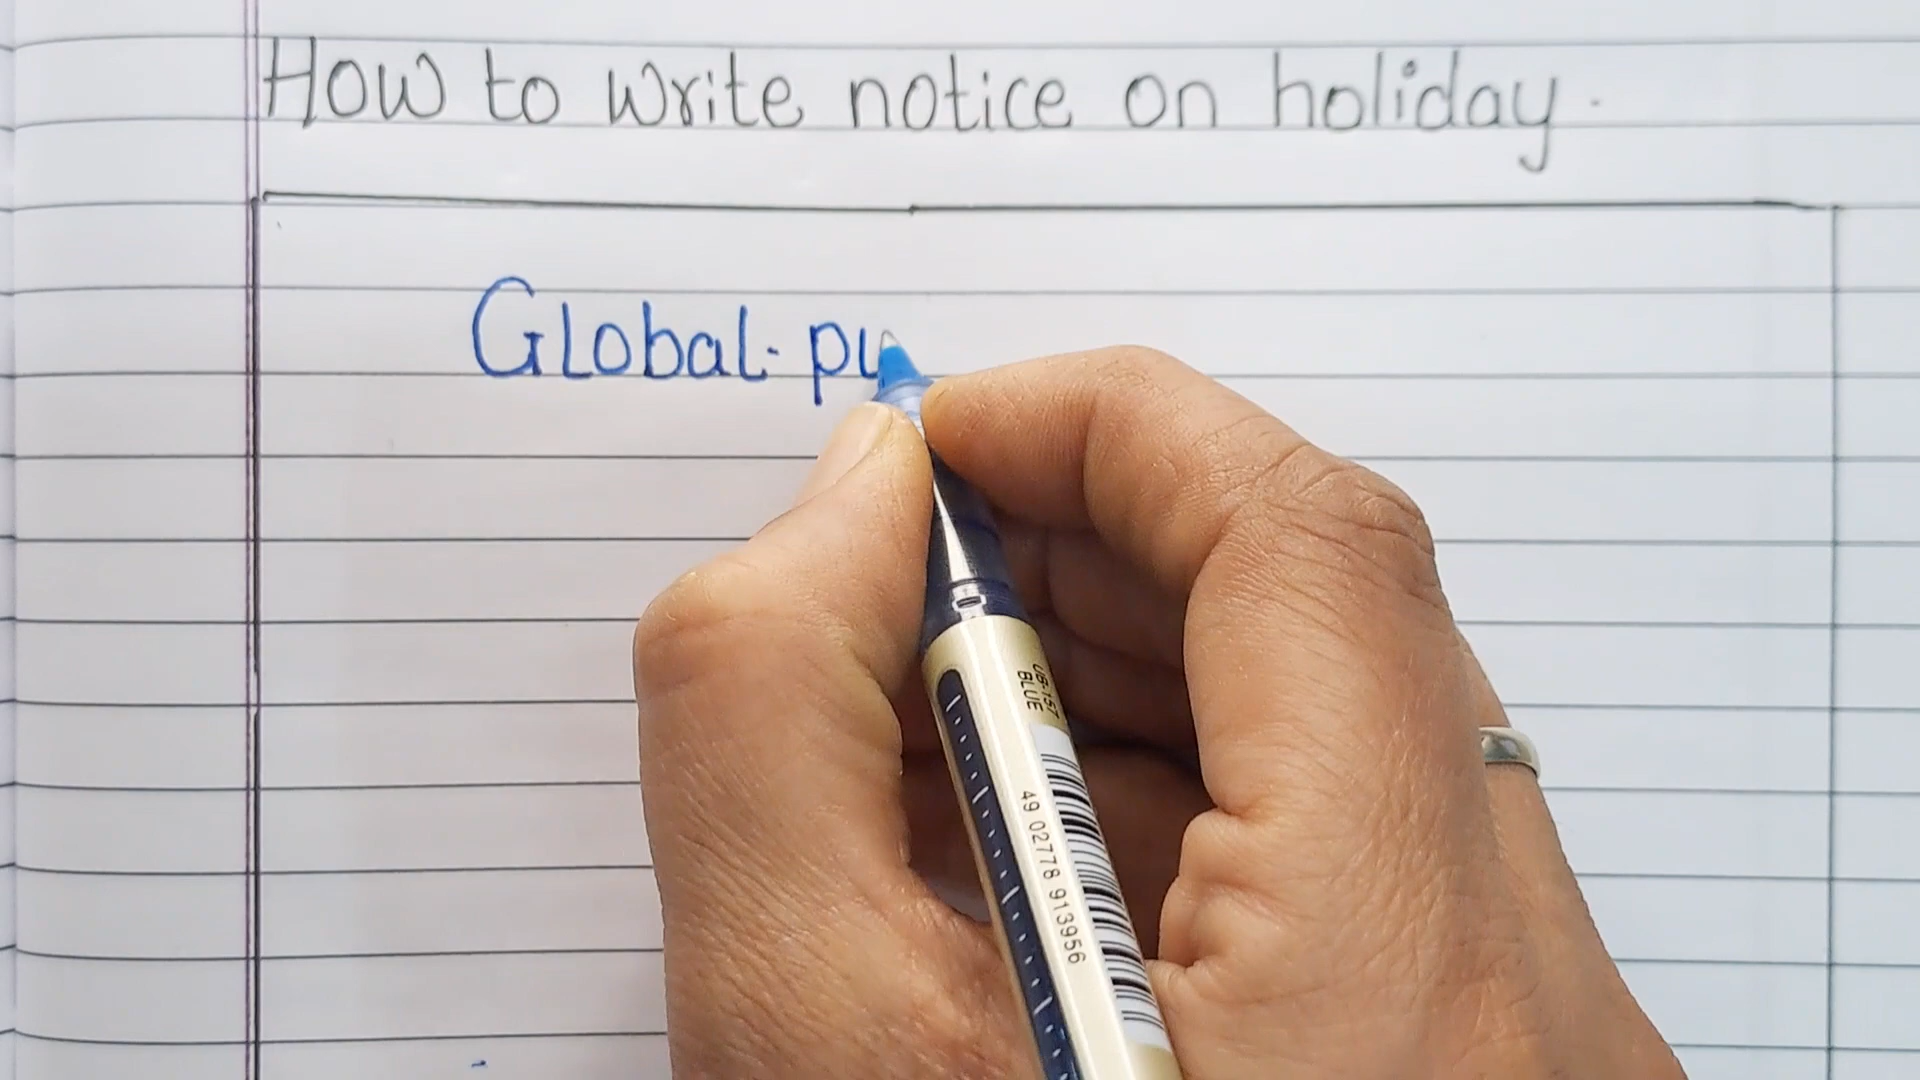 How to write notice on holiday.
Global. pu
UB-157
BLUE
49 02778 913956